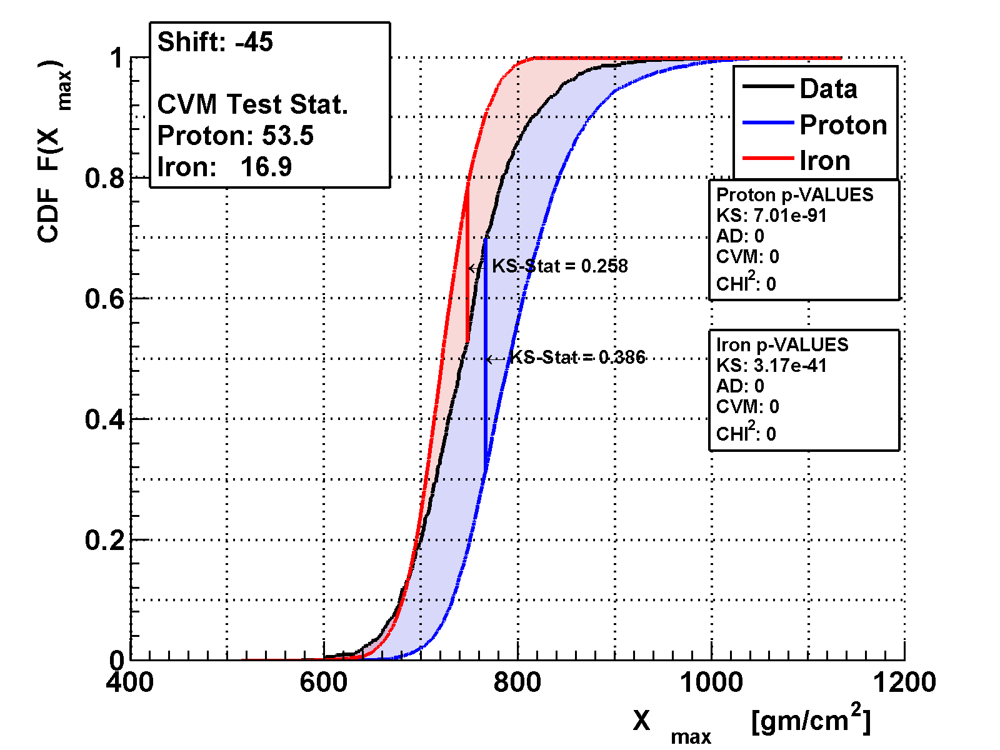 Shift: -45
CVM Test Stat.
Proton: 53.5
Iron: 16.9
CDF F(X max)
1
0.8
0.6
0.4
0.2
0
Data
Proton
Iron
Proton p-VALUES
KS: 7.01e-91
AD: 0
CVM: 0
CHI²: 0
KS-Stat = 0.258
KS-Stat = 0.386
Iron p-VALUES
KS: 3.17e-41
AD: 0
CVM: 0
CHI²: 0
400 600 800 1000 1200
X max [gm/cm²]